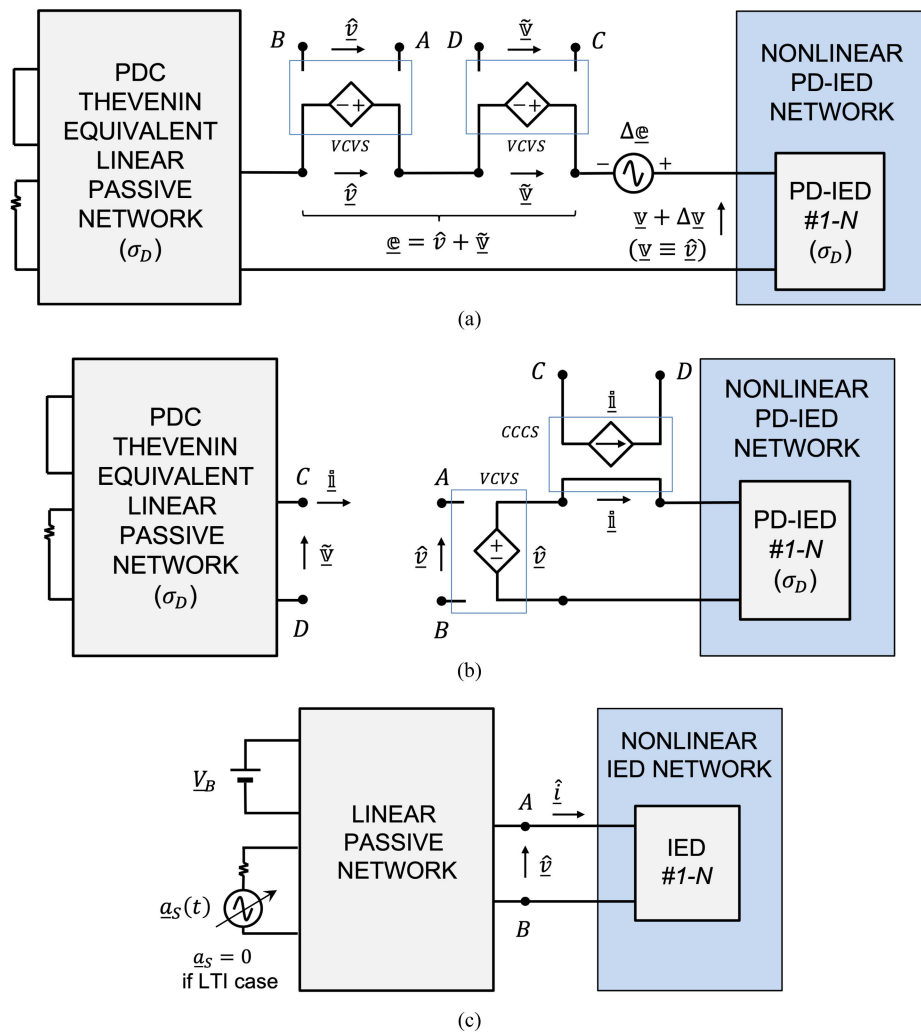 PDC
THEVENIN
EQUIVALENT
LINEAR
PASSIVE
NETWORK
(σ_D)
B
v̂
A
D
ṽ
C
− +
− +
VCVS
VCVS
v̂
ṽ
𝕖 = v̂ + ṽ
Δ𝕖
− +
𝕧 + Δ𝕧
(𝕧 ≡ v̂)
NONLINEAR
PD-IED
NETWORK
PD-IED
#1-N
(σ_D)
(a)
PDC
THEVENIN
EQUIVALENT
LINEAR
PASSIVE
NETWORK
(σ_D)
C
𝕚
ṽ
D
C
D
𝕚
CCCS
𝕚
A
VCVS
v̂
+
−
v̂
B
NONLINEAR
PD-IED
NETWORK
PD-IED
#1-N
(σ_D)
(b)
V_B
a_S(t)
a_S = 0
if LTI case
LINEAR
PASSIVE
NETWORK
A
î
v̂
B
NONLINEAR
IED NETWORK
IED
#1-N
(c)